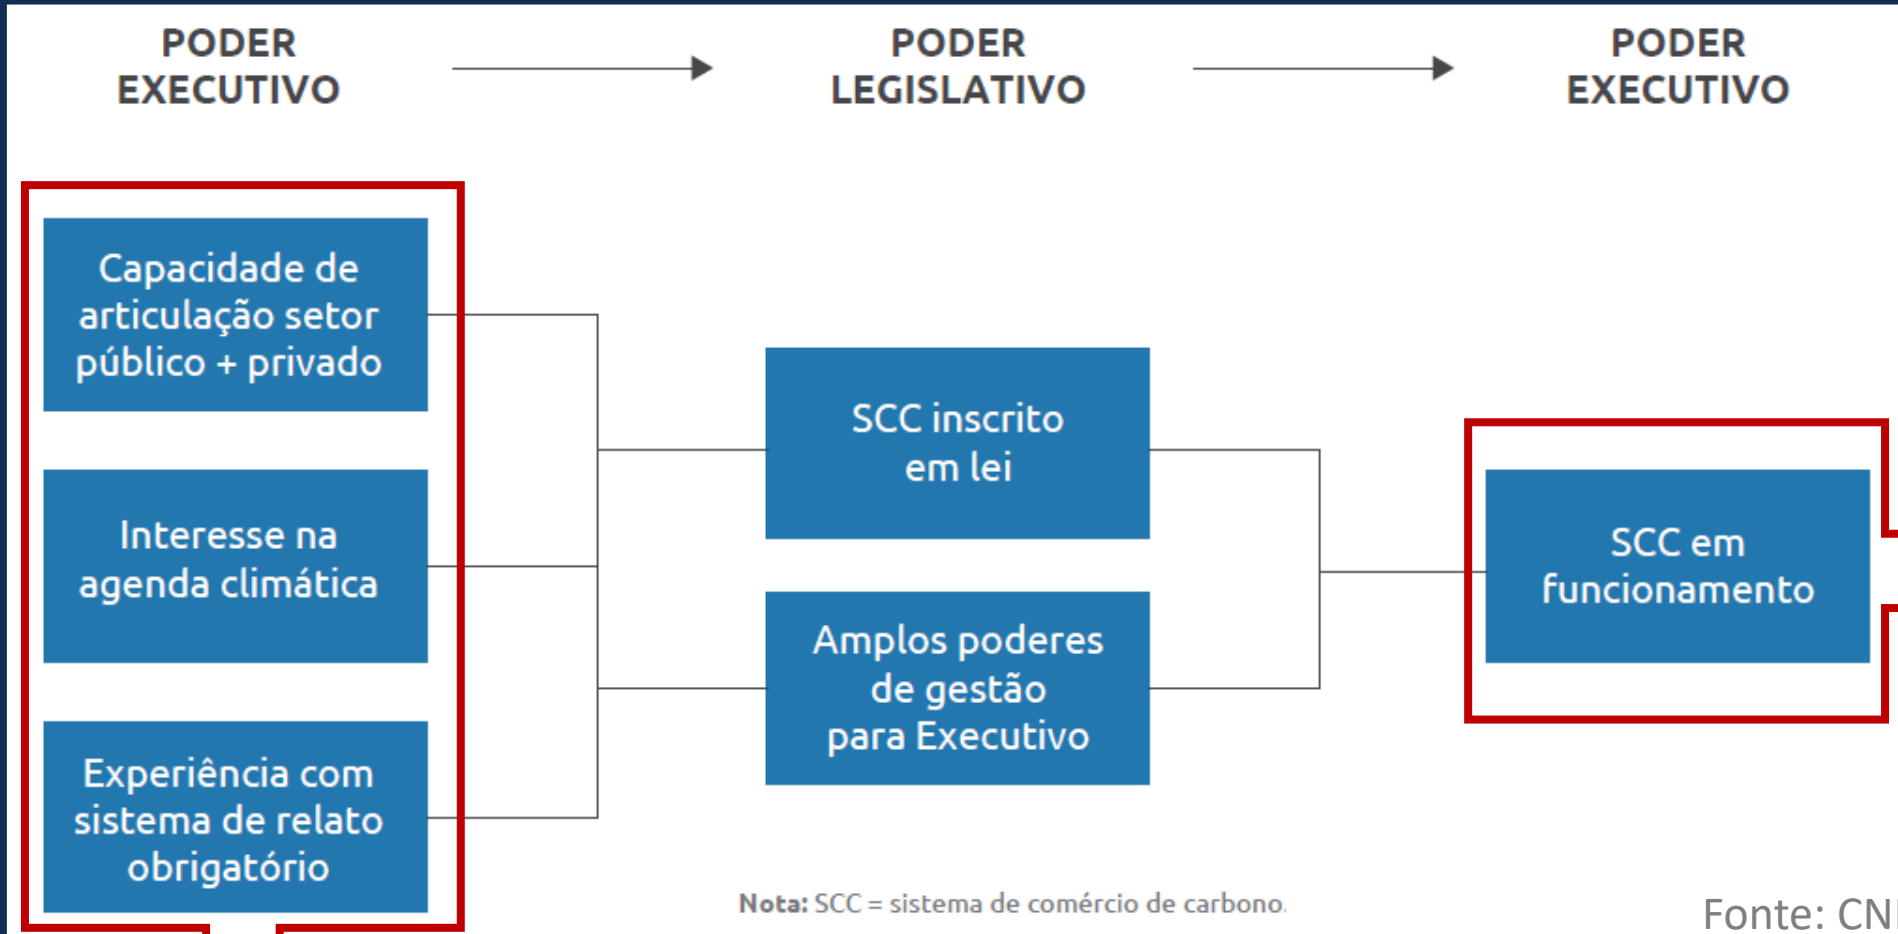 PODER
EXECUTIVO
PODER
LEGISLATIVO
PODER
EXECUTIVO
Capacidade de
articulação setor
público + privado
Interesse na
agenda climática
Experiência com
sistema de relato
obrigatório
SCC inscrito
em lei
Amplos poderes
de gestão
para Executivo
SCC em
funcionamento
Nota: SCC = sistema de comércio de carbono.
Fonte: